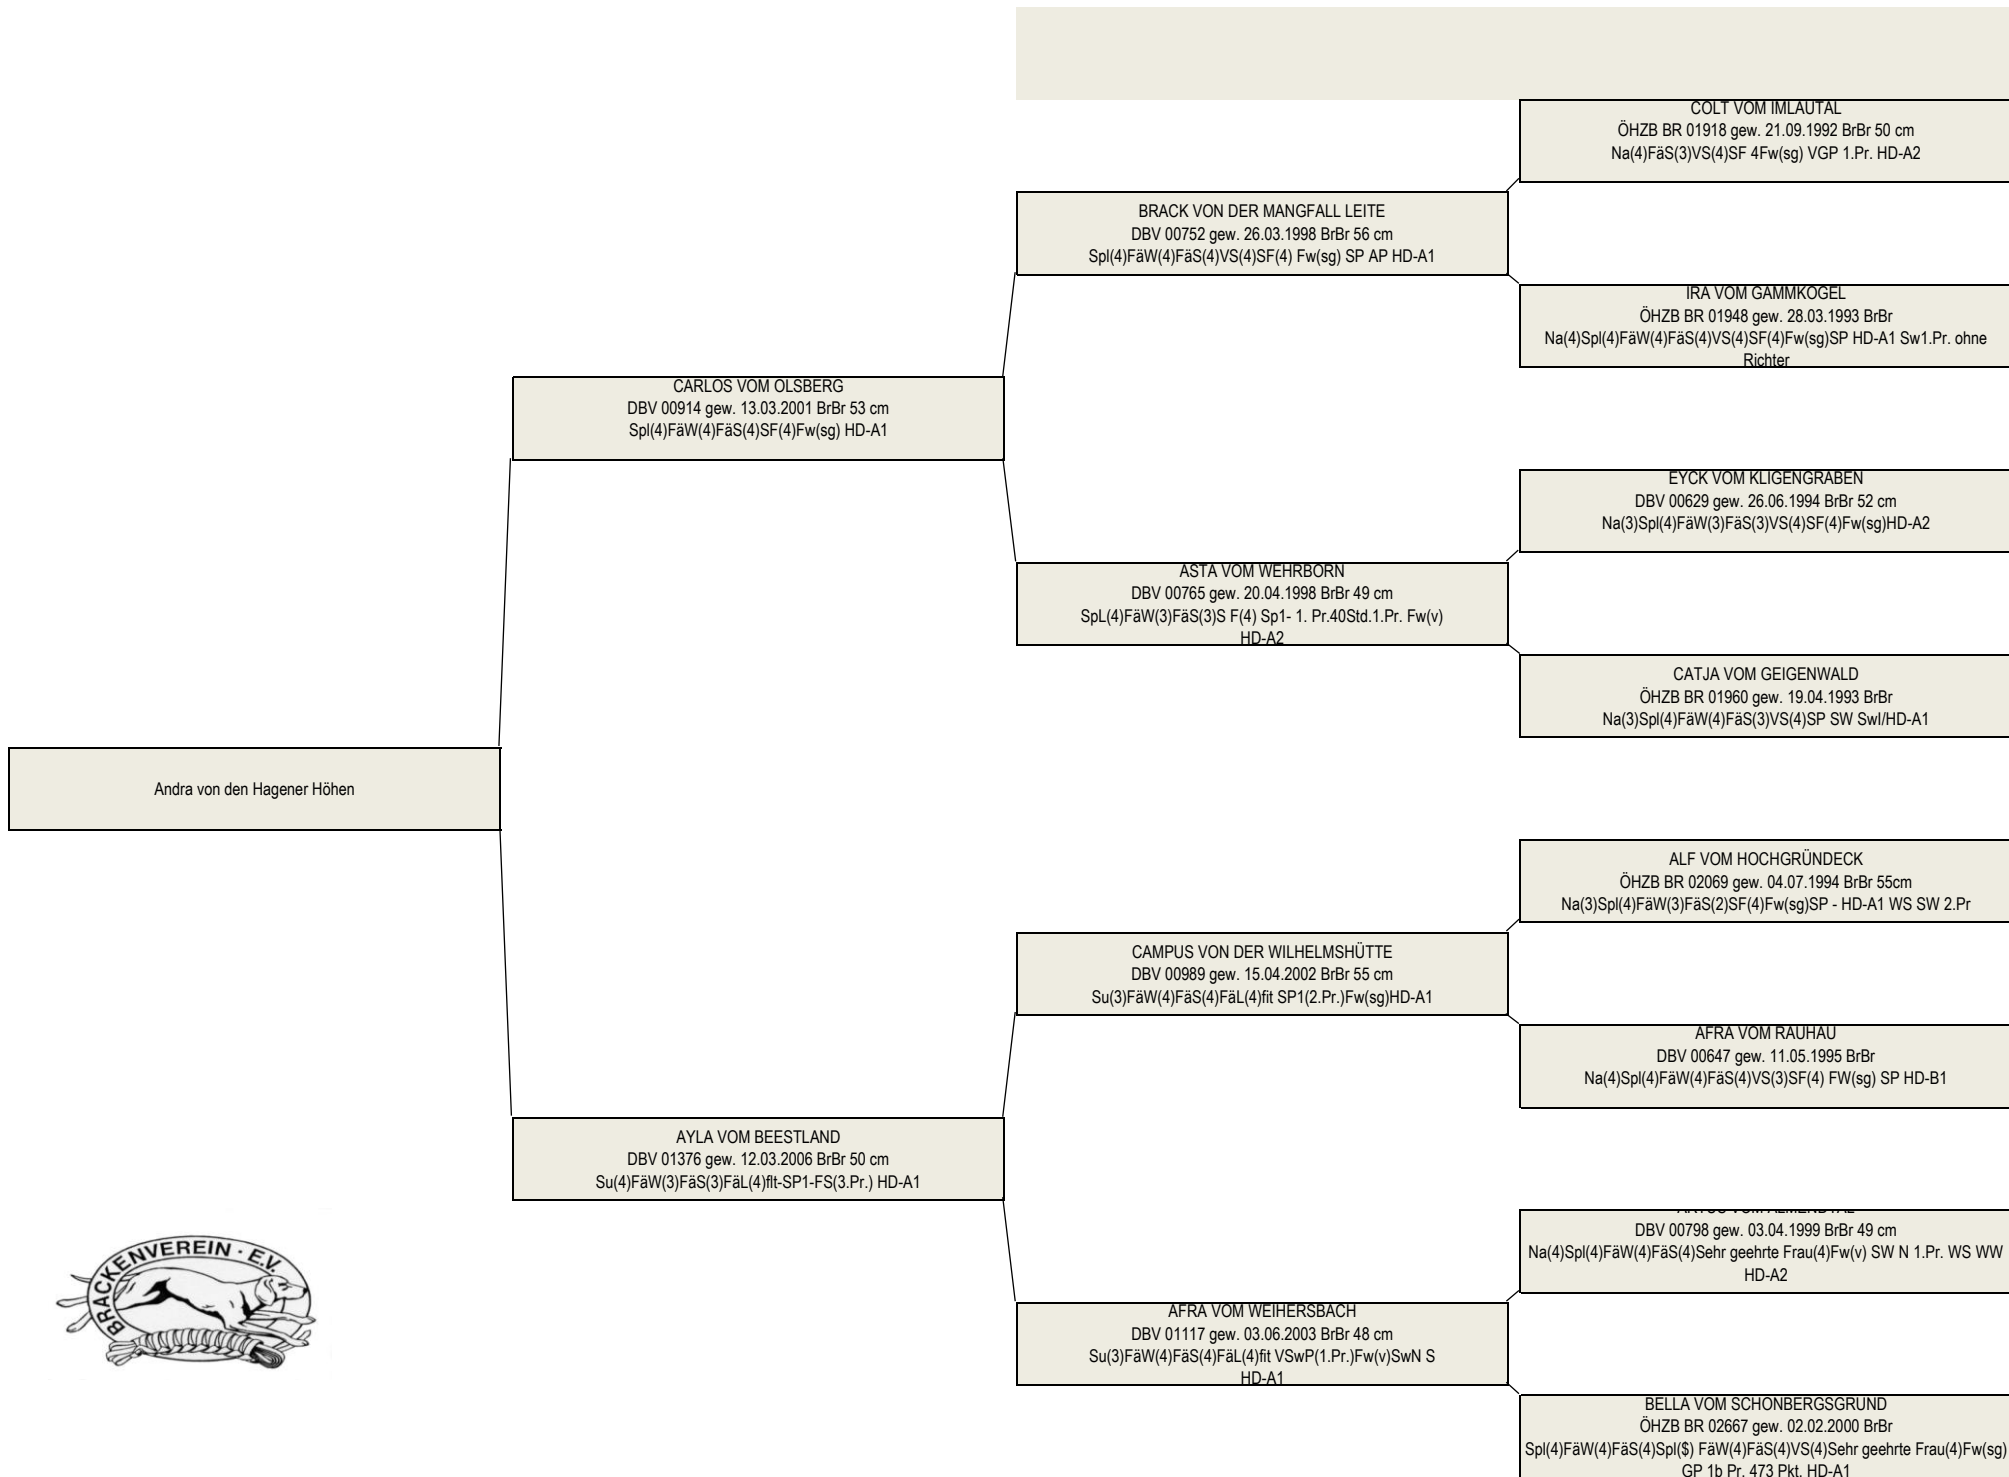 COLT VOM IMLAUTAL
ÖHZB BR 01918 gew. 21.09.1992 BrBr 50 cm
Na(4)FäS(3)VS(4)SF 4Fw(sg) VGP 1.Pr. HD-A2
BRACK VON DER MANGFALL LEITE
DBV 00752 gew. 26.03.1998 BrBr 56 cm
Spl(4)FäW(4)FäS(4)VS(4)SF(4) Fw(sg) SP AP HD-A1
IRA VOM GAMMKOGEL
ÖHZB BR 01948 gew. 28.03.1993 BrBr
Na(4)Spl(4)FäW(4)FäS(4)VS(4)SF(4)Fw(sg)SP HD-A1 Sw1.Pr. ohne
Richter
CARLOS VOM OLSBERG
DBV 00914 gew. 13.03.2001 BrBr 53 cm
Spl(4)FäW(4)FäS(4)SF(4)Fw(sg) HD-A1
EYCK VOM KLIGENGRABEN
DBV 00629 gew. 26.06.1994 BrBr 52 cm
Na(3)Spl(4)FäW(3)FäS(3)VS(4)SF(4)Fw(sg)HD-A2
ASTA VOM WEHRBORN
DBV 00765 gew. 20.04.1998 BrBr 49 cm
SpL(4)FäW(3)FäS(3)S F(4) Sp1- 1. Pr.40Std.1.Pr. Fw(v)
HD-A2
CATJA VOM GEIGENWALD
ÖHZB BR 01960 gew. 19.04.1993 BrBr
Na(3)Spl(4)FäW(4)FäS(3)VS(4)SP SW SwI/HD-A1
Andra von den Hagener Höhen
ALF VOM HOCHGRÜNDECK
ÖHZB BR 02069 gew. 04.07.1994 BrBr 55cm
Na(3)Spl(4)FäW(3)FäS(2)SF(4)Fw(sg)SP - HD-A1 WS SW 2.Pr
CAMPUS VON DER WILHELMSHÜTTE
DBV 00989 gew. 15.04.2002 BrBr 55 cm
Su(3)FäW(4)FäS(4)FäL(4)fit SP1(2.Pr.)Fw(sg)HD-A1
AFRA VOM RAUHAU
DBV 00647 gew. 11.05.1995 BrBr
Na(4)Spl(4)FäW(4)FäS(4)VS(3)SF(4) FW(sg) SP HD-B1
AYLA VOM BEESTLAND
DBV 01376 gew. 12.03.2006 BrBr 50 cm
Su(4)FäW(3)FäS(3)FäL(4)flt-SP1-FS(3.Pr.) HD-A1
VOM
DBV 00798 gew. 03.04.1999 BrBr 49 cm
Na(4)Spl(4)FäW(4)FäS(4)Sehr geehrte Frau(4)Fw(v) SW N 1.Pr. WS WW
HD-A2
BRACKENVEREIN · E.V.
AFRA VOM WEIHERSBACH
DBV 01117 gew. 03.06.2003 BrBr 48 cm
Su(3)FäW(4)FäS(4)FäL(4)fit VSwP(1.Pr.)Fw(v)SwN S
HD-A1
BELLA VOM SCHÖNBERGSGRUND
ÖHZB BR 02667 gew. 02.02.2000 BrBr
Spl(4)FäW(4)FäS(4)Spl($) FäW(4)FäS(4)VS(4)Sehr geehrte Frau(4)Fw(sg)
GP 1b Pr. 473 Pkt. HD-A1